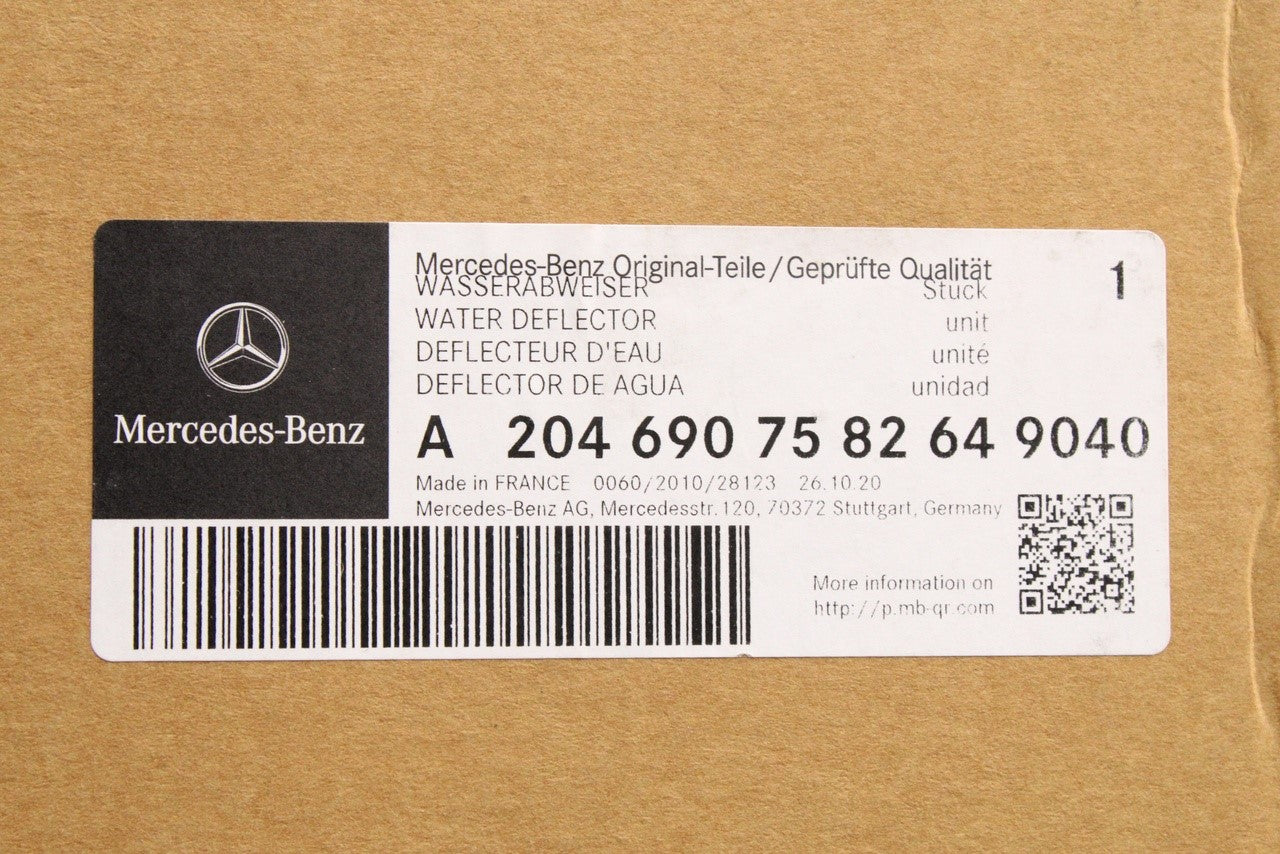 Mercedes-Benz
Mercedes-Benz Original-Teile/Geprüfte Qualität 1
WASSERABWEISER Stuck
WATER DEFLECTOR unit
DEFLECTEUR D'EAU unité
DEFLECTOR DE AGUA unidad
A 204 690 75 82 64 9040
Made in FRANCE 0060/2010/28123 26.10.20
Mercedes-Benz AG, Mercedesstr. 120, 70372 Stuttgart, Germany
More information on
http://p.mb-qr.com